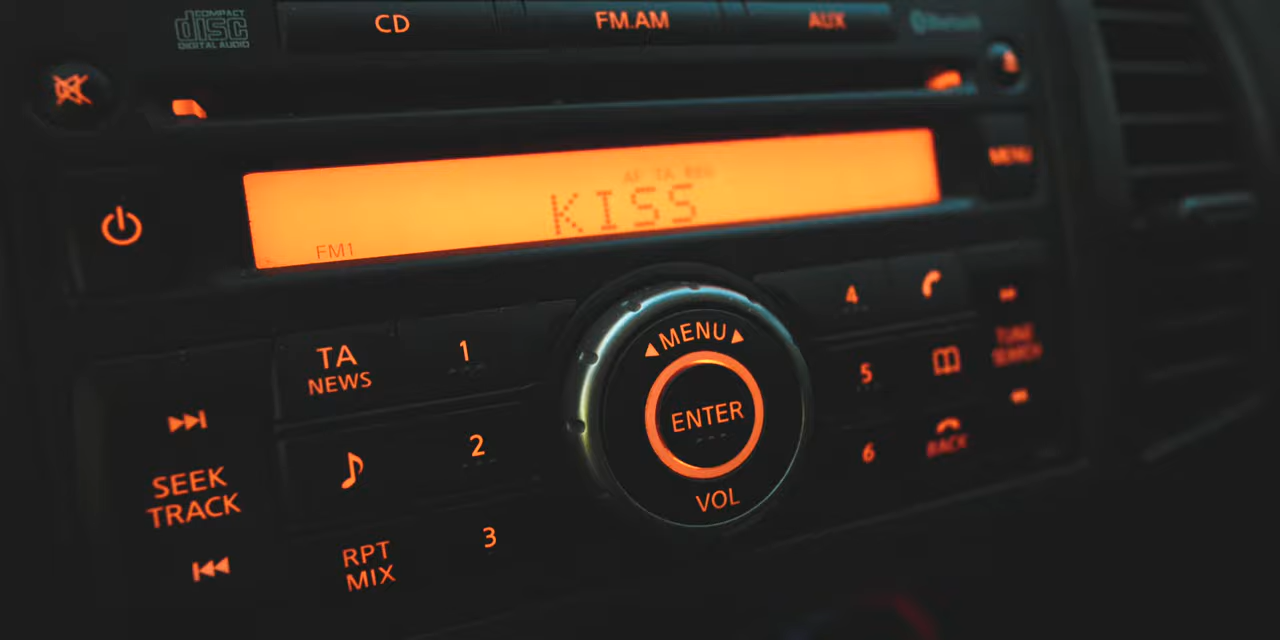 COMPACT
disc
DIGITAL AUDIO
CD
FM.AM
AUX
Bluetooth
MENU
AF TA REG
KISS
FM1
TA
NEWS
1
MENU
ENTER
VOL
4
SEEK
TRACK
2
5
TUNE
SEARCH
RPT
MIX
3
6
BACK